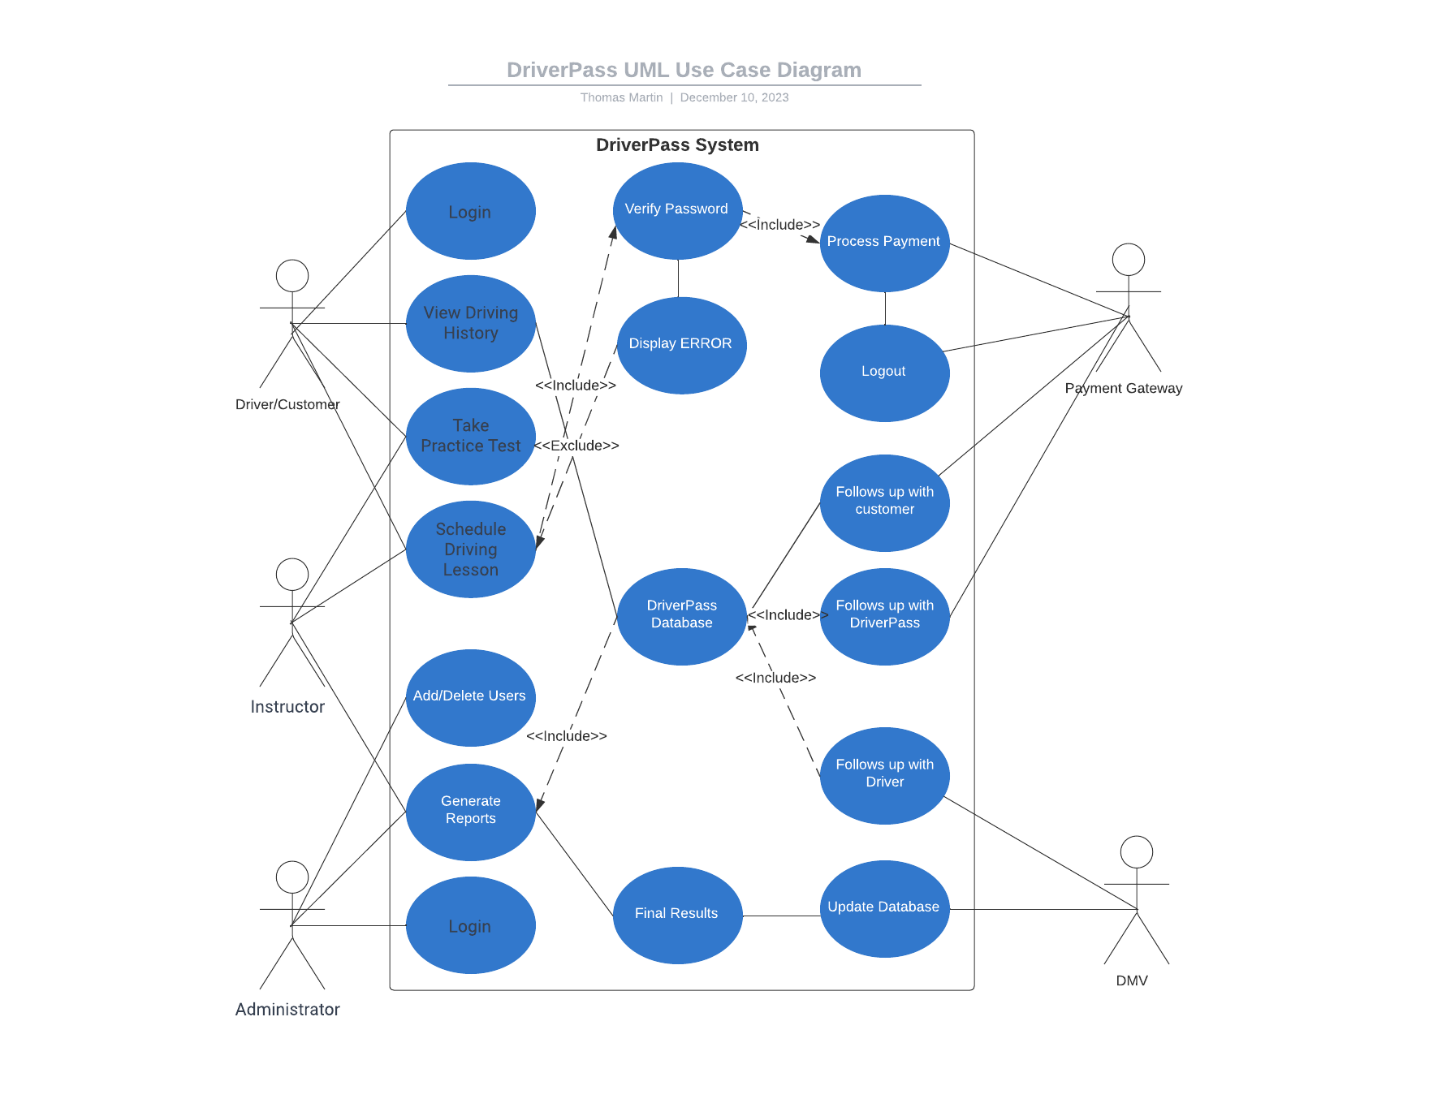 DriverPass UML Use Case Diagram
Thomas Martin | December 10, 2023
DriverPass System
Login
Verify Password
<<Include>>
Process Payment
View Driving
History
Display ERROR
Logout
Driver/Customer
Payment Gateway
<<Include>>
Take
Practice Test
<<Exclude>>
Schedule
Driving
Lesson
Follows up with
customer
DriverPass
Database
<<Include>>
Follows up with
DriverPass
<<Include>>
Instructor
Add/Delete Users
<<Include>>
Follows up with
Driver
Generate
Reports
Final Results
Update Database
Login
DMV
Administrator